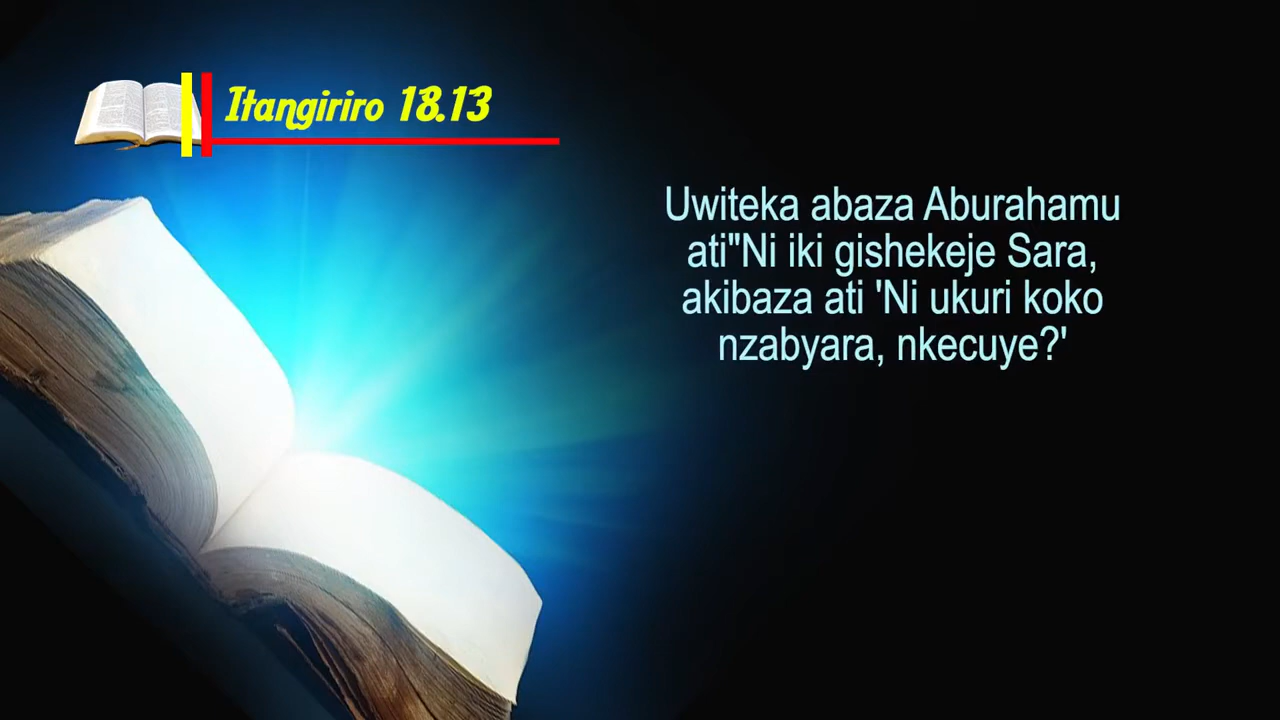 Itangiriro 18.13
Uwiteka abaza Aburahamu
ati"Ni iki gishekeje Sara,
akibaza ati 'Ni ukuri koko
nzabyara, nkecuye?'